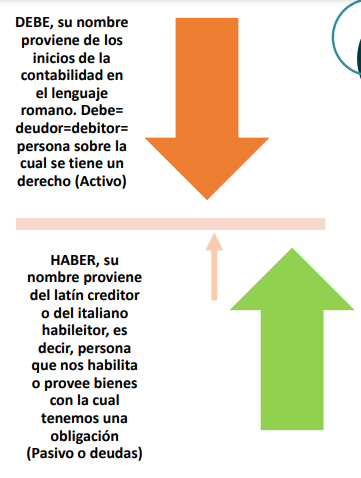 DEBE, su nombre
proviene de los
inicios de la
contabilidad en
el lenguaje
romano. Debe=
deudor=debitor=
persona sobre la
cual se tiene un
derecho (Activo)
HABER, su
nombre proviene
del latín creditor
o del italiano
habileitor, es
decir, persona
que nos habilita
o provee bienes
con la cual
tenemos una
obligación
(Pasivo o deudas)